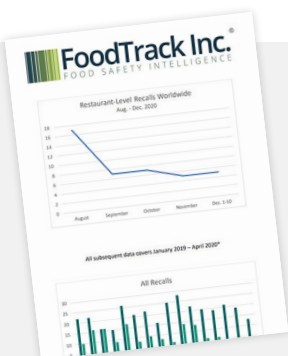 FoodTrack Inc.®
FOOD SAFETY INTELLIGENCE
Restaurant-Level Recalls Worldwide
Aug. - Dec. 2020
18
16
14
12
10
8
6
4
2
0
August September October November Dec. 1-10
All subsequent data covers January 2019 – April 2020*
All Recalls
30
25
20
15
10